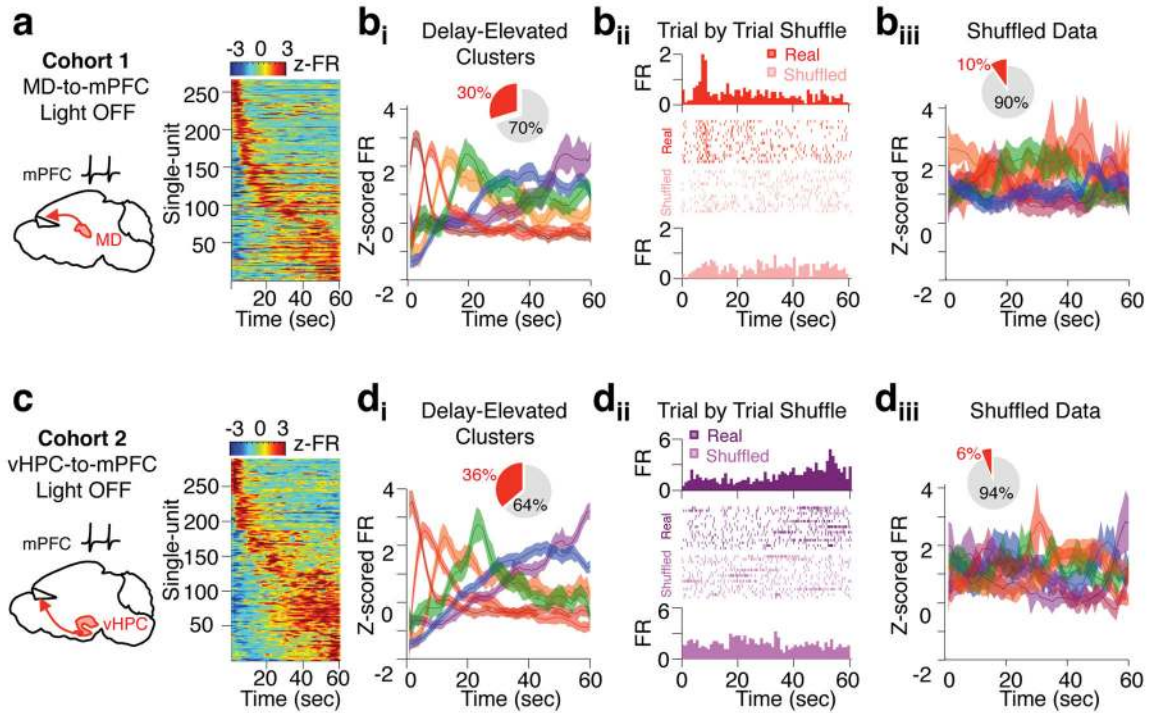 a
Cohort 1
MD-to-mPFC
Light OFF
mPFC
MD
-3 0 3
z-FR
Single-unit
250
200
150
100
50
20 40 60
Time (sec)
bi
Delay-Elevated
Clusters
30%
70%
Z-scored FR
4
2
0
-2
0 20 40 60
Time (sec)
bii
Trial by Trial Shuffle
Real
Shuffled
FR
2
0
Real
Shuffled
FR
2
0
0 20 40 60
Time (sec)
biii
Shuffled Data
10%
90%
Z-scored FR
4
2
0
-2
0 20 40 60
Time (sec)
c
Cohort 2
vHPC-to-mPFC
Light OFF
mPFC
vHPC
-3 0 3
z-FR
Single-unit
250
200
150
100
50
20 40 60
Time (sec)
di
Delay-Elevated
Clusters
36%
64%
Z-scored FR
4
2
0
-2
0 20 40 60
Time (sec)
dii
Trial by Trial Shuffle
Real
Shuffled
FR
6
0
Real
Shuffled
FR
6
0
0 20 40 60
Time (sec)
diii
Shuffled Data
6%
94%
Z-scored FR
4
2
0
-2
0 20 40 60
Time (sec)